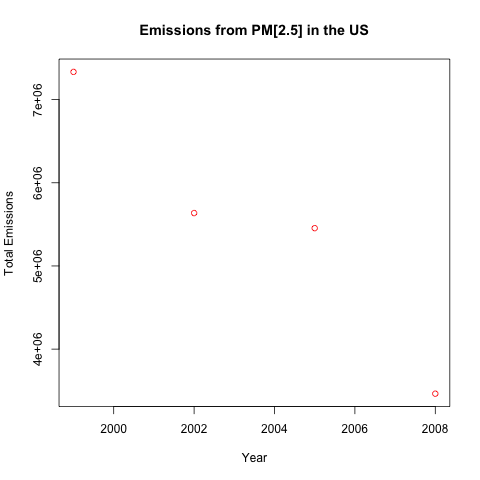 Emissions from PM[2.5] in the US
Total Emissions
7e+06
6e+06
5e+06
4e+06
2000 2002 2004 2006 2008
Year